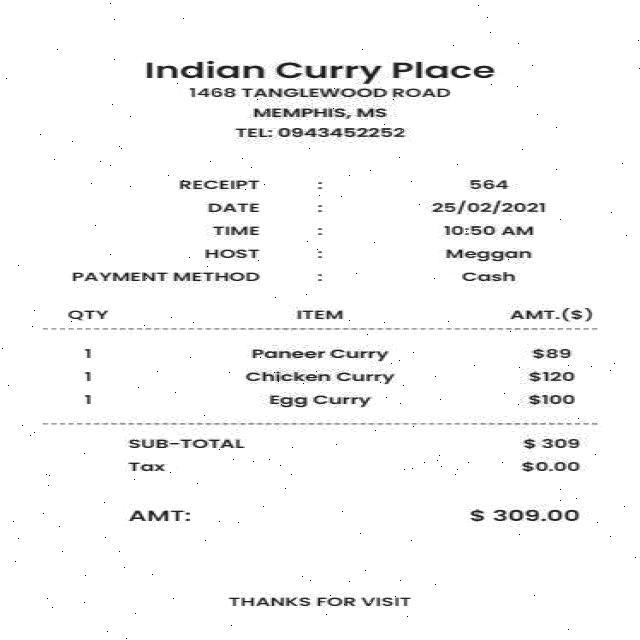 Indian Curry Place
1468 TANGLEWOOD ROAD
MEMPHIS, MS
TEL: 0943452252
RECEIPT : 564
DATE : 25/02/2021
TIME : 10:50 AM
HOST : Meggan
PAYMENT METHOD : Cash
QTY ITEM AMT.($)
1 Paneer Curry $89
1 Chicken Curry $120
1 Egg Curry $100
SUB-TOTAL $ 309
Tax $0.00
AMT: $ 309.00
THANKS FOR VISIT